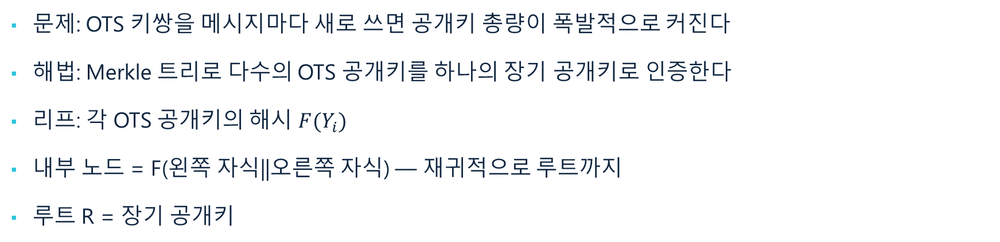 ▪ 문제: OTS 키쌍을 메시지마다 새로 쓰면 공개키 총량이 폭발적으로 커진다
▪ 해법: Merkle 트리로 다수의 OTS 공개키를 하나의 장기 공개키로 인증한다
▪ 리프: 각 OTS 공개키의 해시 𝐹(𝑌ᵢ)
▪ 내부 노드 = F(왼쪽 자식||오른쪽 자식) — 재귀적으로 루트까지
▪ 루트 R = 장기 공개키